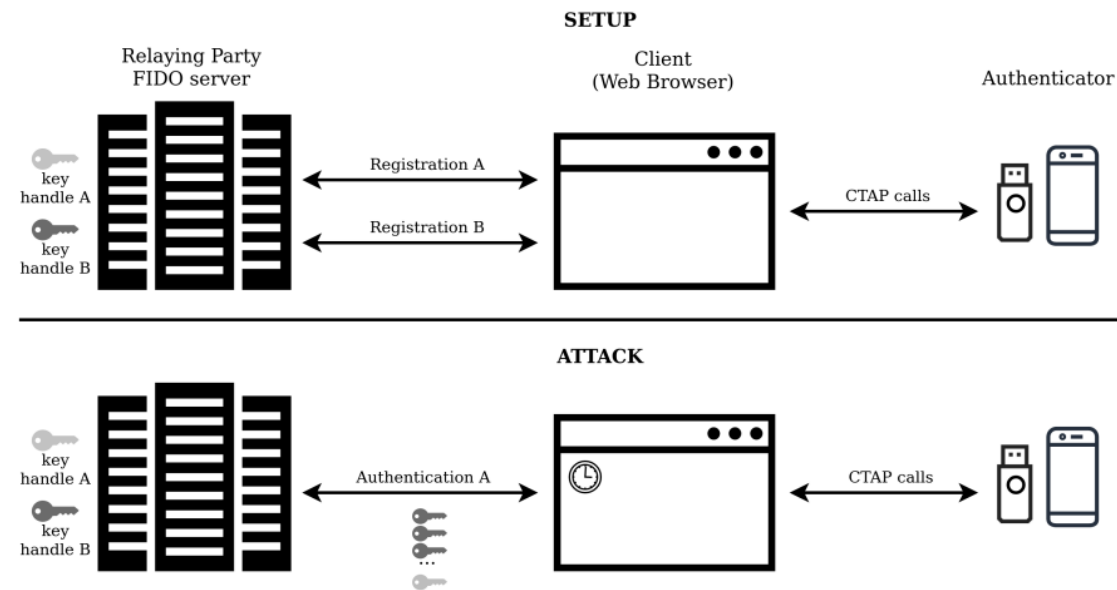 SETUP
Relaying Party
FIDO server
Client
(Web Browser)
Authenticator
key
handle A
key
handle B
Registration A
Registration B
CTAP calls
ATTACK
key
handle A
key
handle B
Authentication A
...
CTAP calls